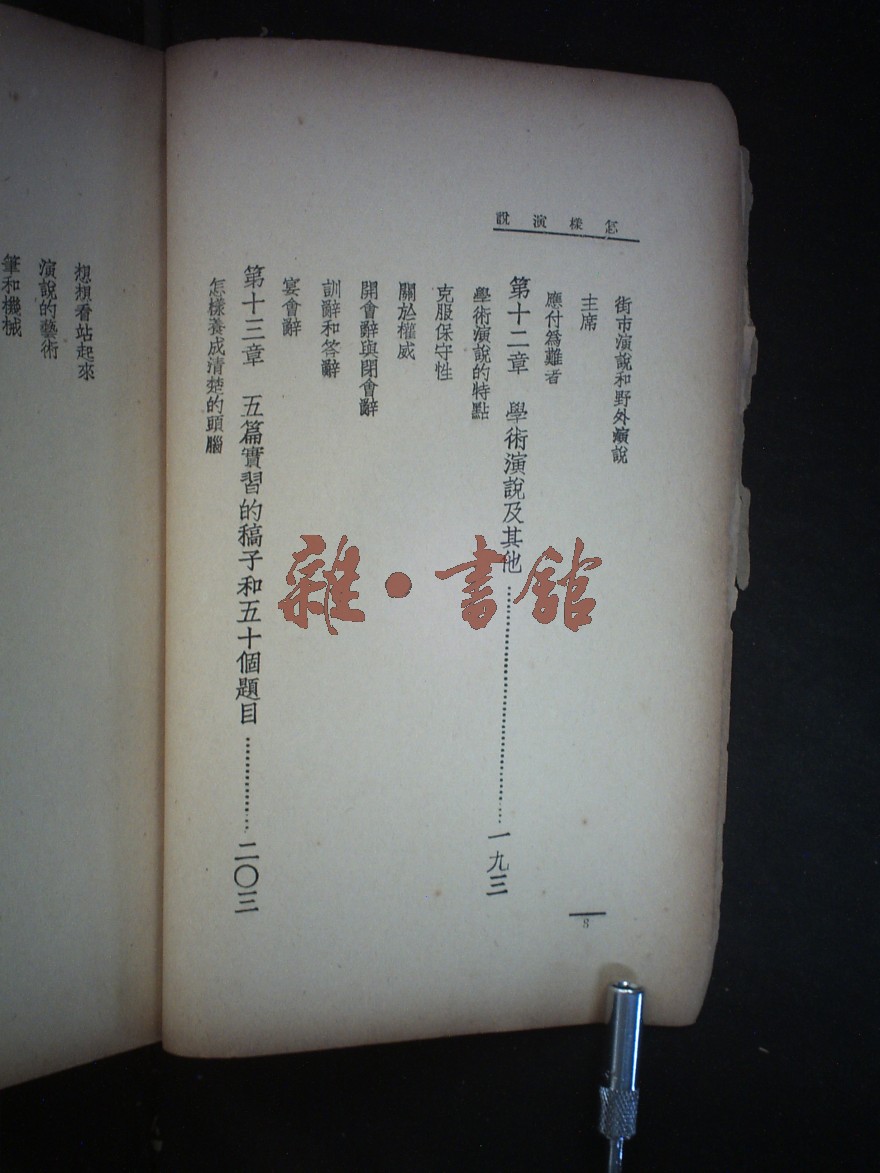 怎樣演說
街市演說和野外演說
主席
應付爲難者
第十二章 學術演說及其他……一九三
學術演說的特點
克服保守性
關於權威
開會辭與閉會辭
訓辭和答辭
宴會辭
第十三章 五篇實習的稿子和五十個題目……二〇三
怎樣養成清楚的頭腦
8
想想看站起來
演說的藝術
筆和機械
雜·書館